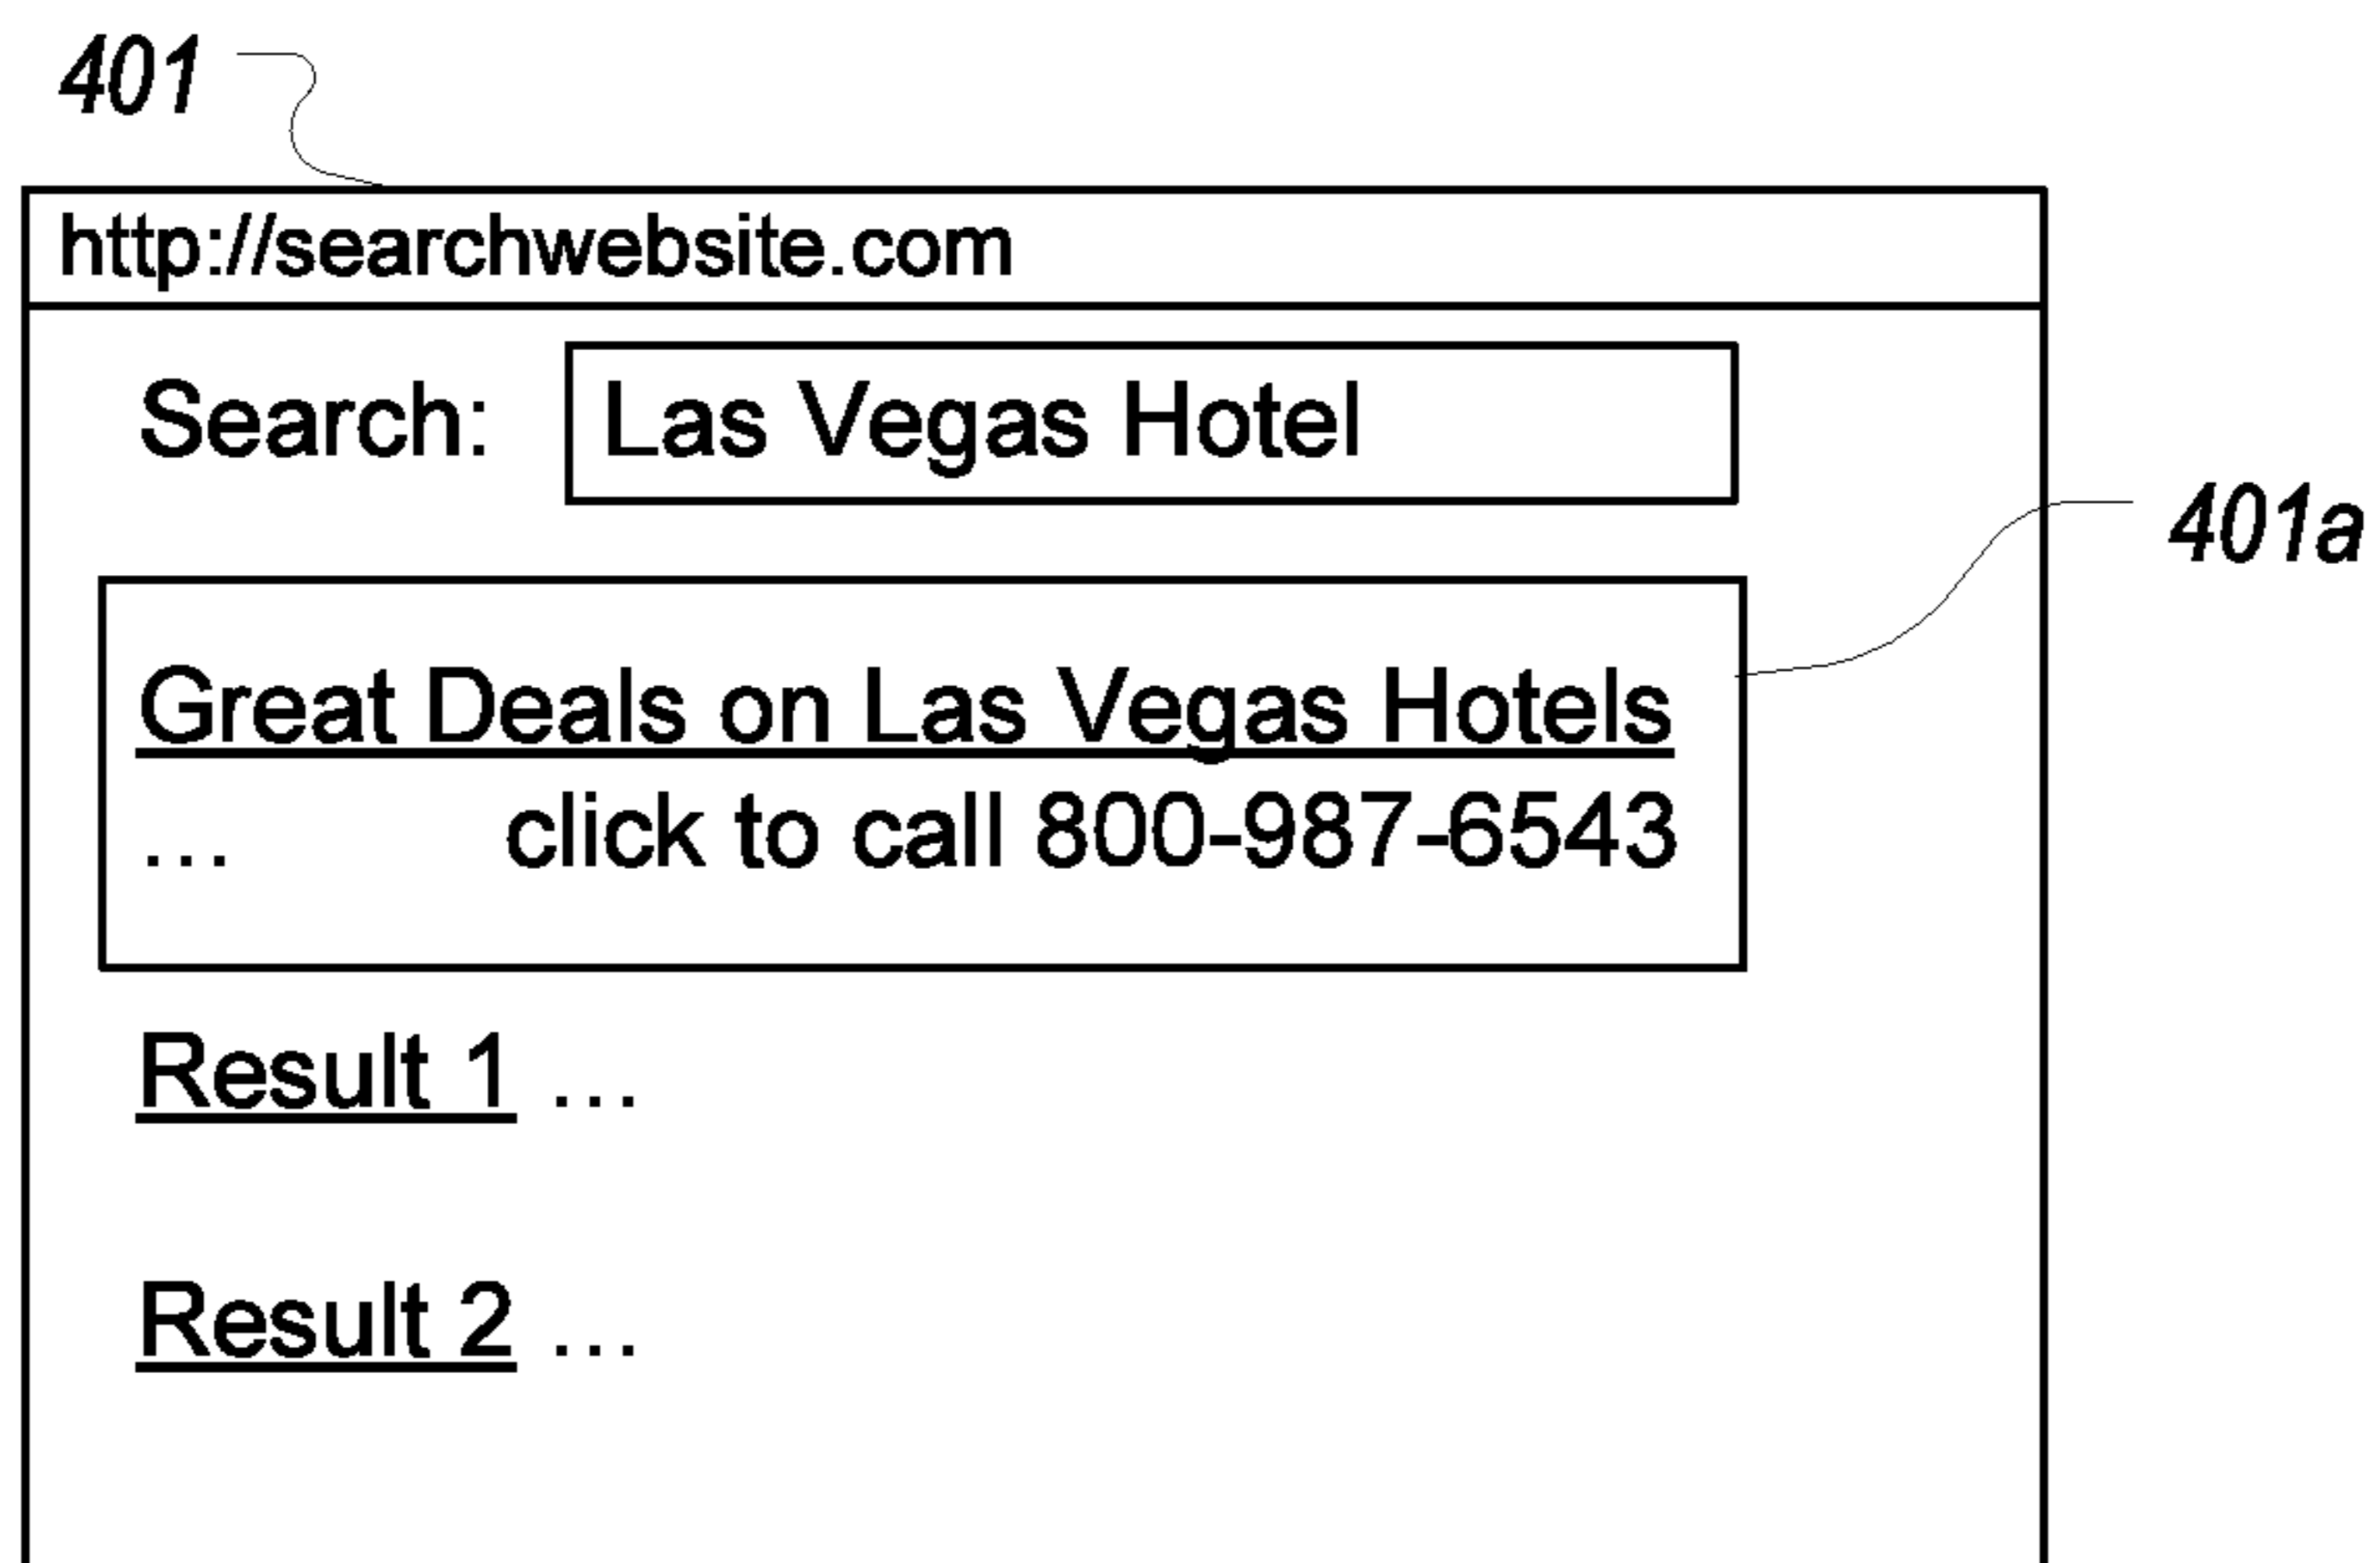 401
http://searchwebsite.com
Search: Las Vegas Hotel
401a
Great Deals on Las Vegas Hotels
... click to call 800-987-6543
Result 1 ...
Result 2 ...